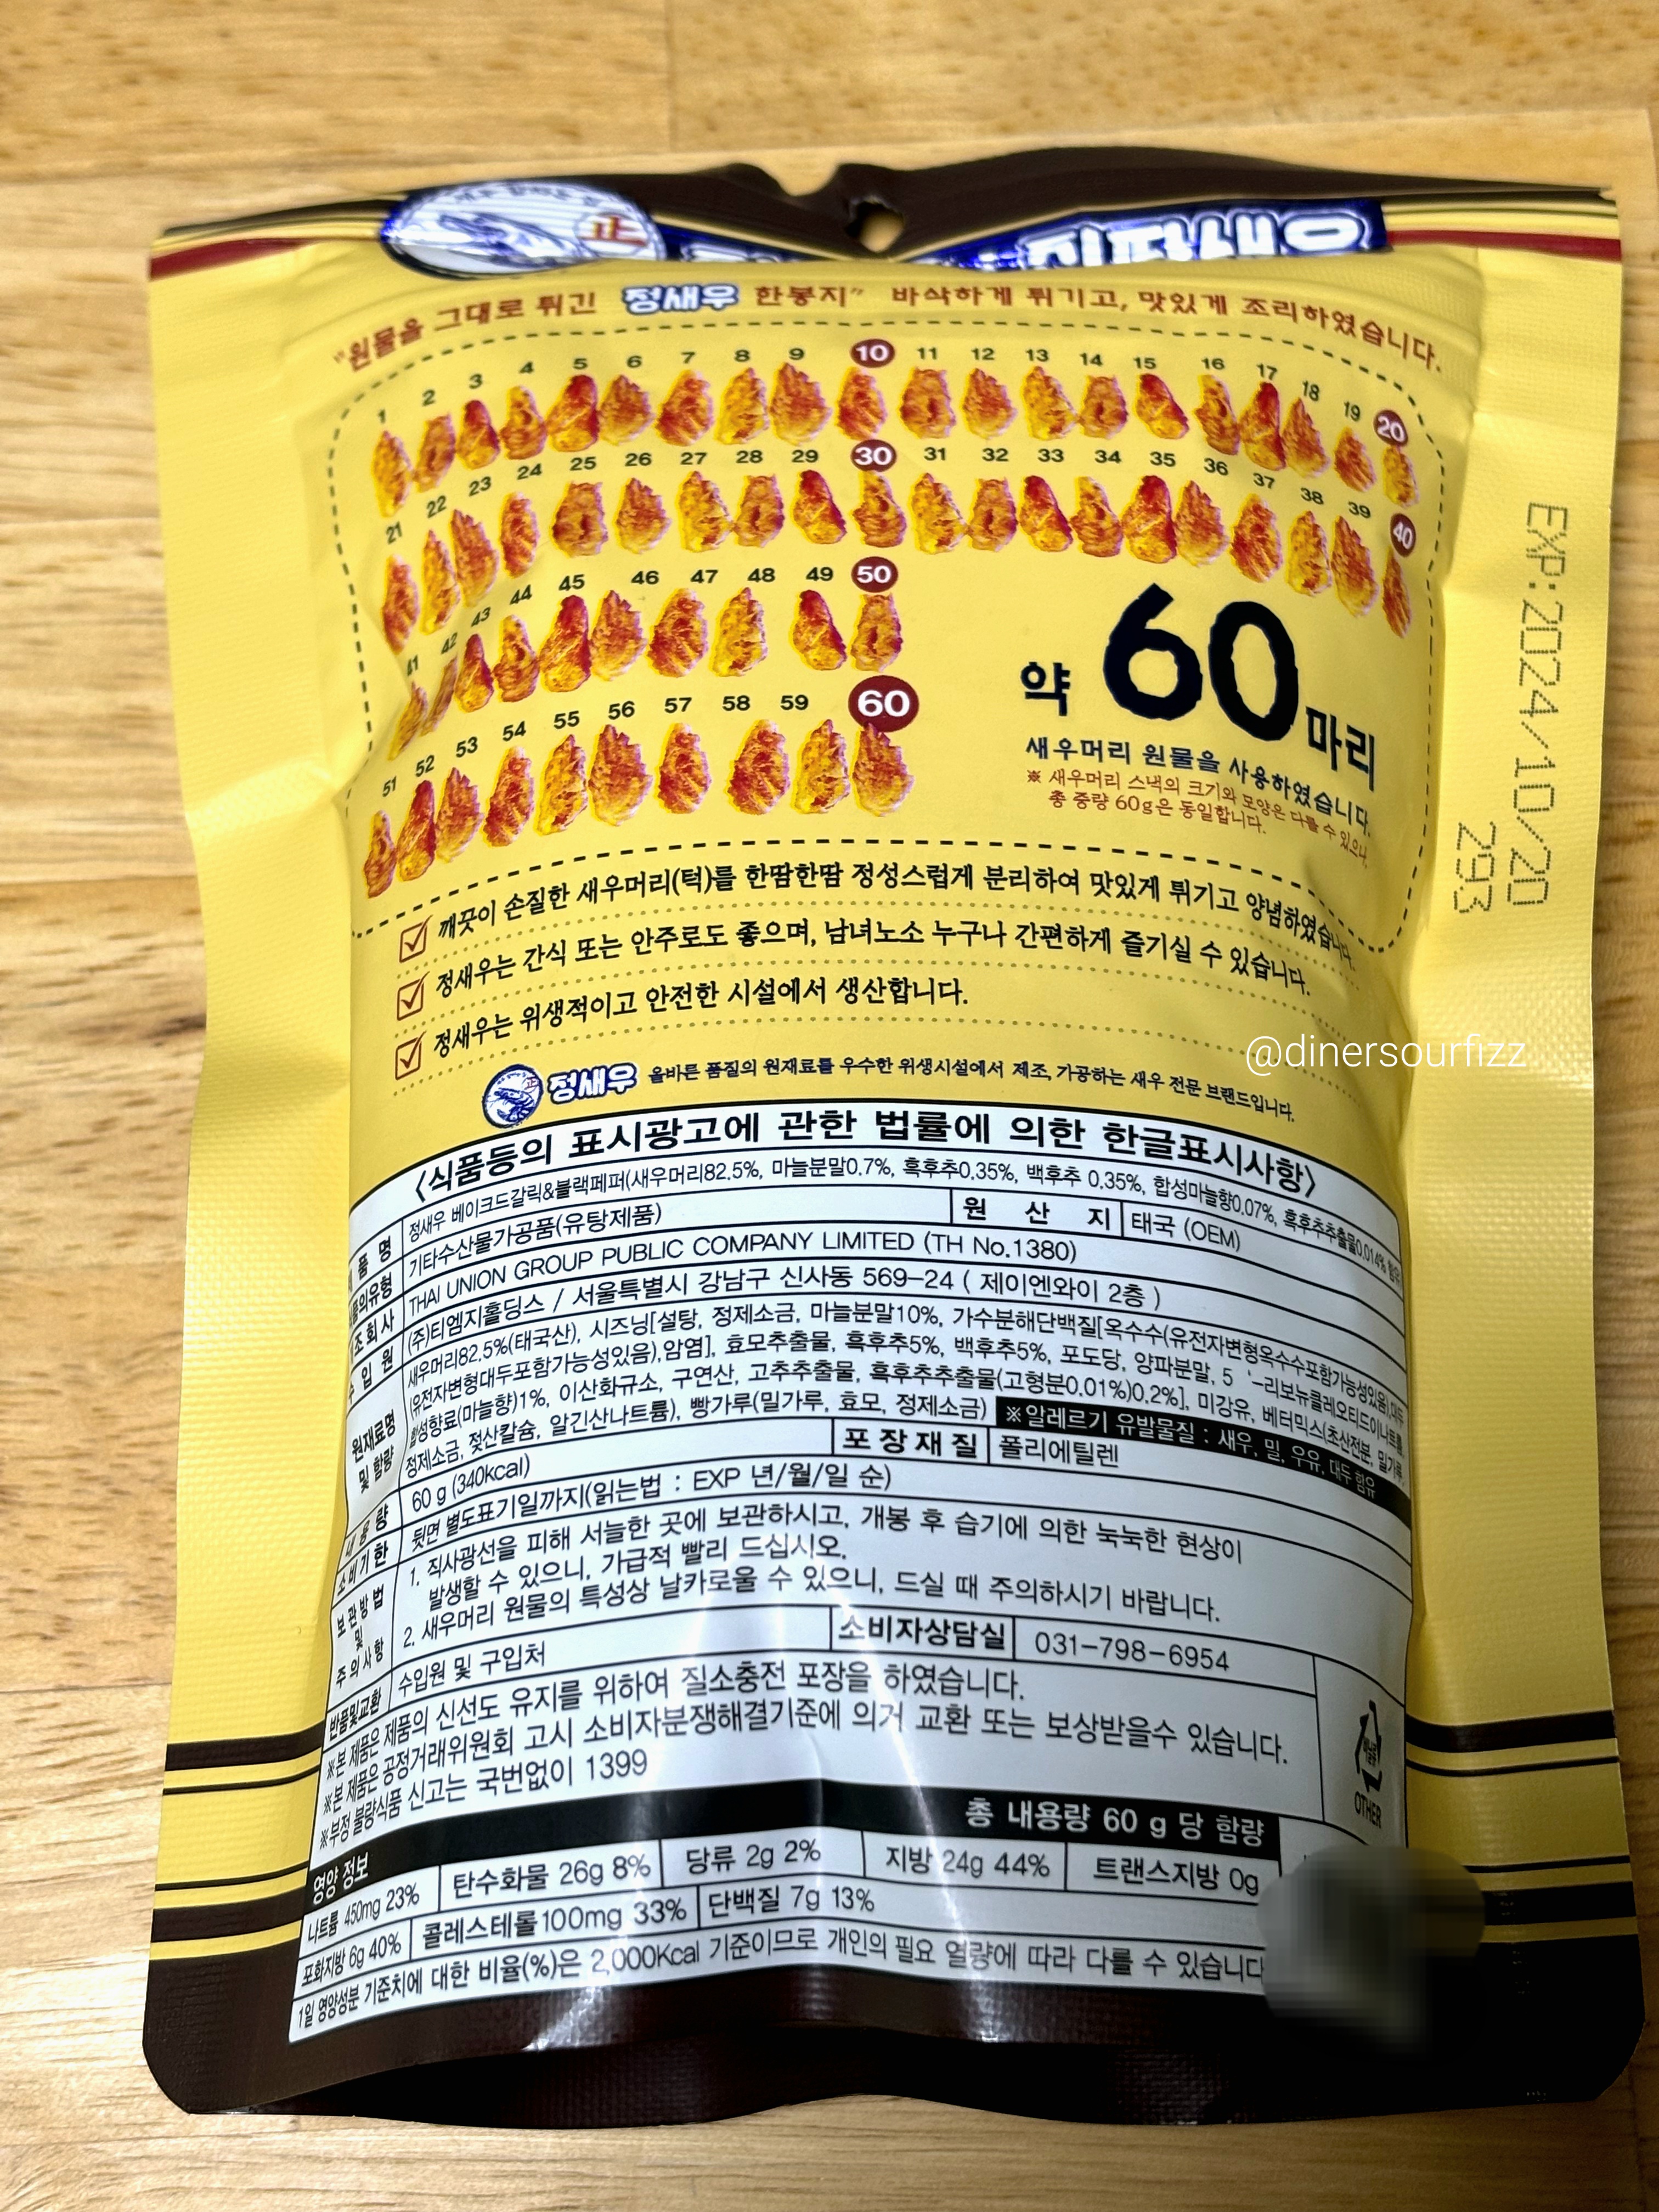 正
"원물을 그대로 튀긴 정새우 한봉지" 바삭하게 튀기고, 맛있게 조리하였습니다.
1 2 3 4 5 6 7 8 9 10 11 12 13 14 15 16 17 18 19 20
21 22 23 24 25 26 27 28 29 30 31 32 33 34 35 36 37 38 39 40
41 42 43 44 45 46 47 48 49 50
51 52 53 54 55 56 57 58 59 60
약 60마리
새우머리 원물을 사용하였습니다.
※ 새우머리 스낵의 크기와 모양은 다를 수 있으나,
총 중량 60g은 동일합니다.
EXP:2024/10/20
293
깨끗이 손질한 새우머리(턱)를 한땀한땀 정성스럽게 분리하여 맛있게 튀기고 양념하였습니다.
정새우는 간식 또는 안주로도 좋으며, 남녀노소 누구나 간편하게 즐기실 수 있습니다.
정새우는 위생적이고 안전한 시설에서 생산합니다.
@dinersourfizz
정새우 올바른 품질의 원재료를 우수한 위생시설에서 제조, 가공하는 새우 전문 브랜드입니다.
〈식품등의 표시광고에 관한 법률에 의한 한글표시사항〉
제품명 정새우 베이크드갈릭&블랙페퍼(새우머리82.5%, 마늘분말0.7%, 흑후추0.35%, 백후추 0.35%, 합성마늘향0.07%, 흑후추추출물0.014% 함유)
식품의유형 기타수산물가공품(유탕제품) 원산지 태국 (OEM)
제조회사 THAI UNION GROUP PUBLIC COMPANY LIMITED (TH No.1380)
수입원 (주)티엠지홀딩스 / 서울특별시 강남구 신사동 569-24 ( 제이엔와이 2층 )
원재료명 및 함량 새우머리82.5%(태국산), 시즈닝[설탕, 정제소금, 마늘분말10%, 가수분해단백질[옥수수(유전자변형옥수수포함가능성있음),대두
(유전자변형대두포함가능성있음),암염], 효모추출물, 흑후추5%, 백후추5%, 포도당, 양파분말, 5'-리보뉴클레오티드이나트륨,
합성향료(마늘향)1%, 이산화규소, 구연산, 고추추출물, 흑후추추출물(고형분0.01%)0.2%], 미강유, 베터믹스(초산전분, 밀가루,
정제소금, 젖산칼슘, 알긴산나트륨), 빵가루(밀가루, 효모, 정제소금) ※알레르기 유발물질 : 새우, 밀, 우유, 대두 함유
내용량 60 g (340kcal) 포장재질 폴리에틸렌
소비기한 뒷면 별도표기일까지(읽는법 : EXP 년/월/일 순)
보관방법 및 주의사항 1. 직사광선을 피해 서늘한 곳에 보관하시고, 개봉 후 습기에 의한 눅눅한 현상이
발생할 수 있으니, 가급적 빨리 드십시오.
2. 새우머리 원물의 특성상 날카로울 수 있으니, 드실 때 주의하시기 바랍니다.
반품및교환 수입원 및 구입처 소비자상담실 031-798-6954
※본 제품은 제품의 신선도 유지를 위하여 질소충전 포장을 하였습니다.
※본 제품은 공정거래위원회 고시 소비자분쟁해결기준에 의거 교환 또는 보상받을수 있습니다.
※부정 불량식품 신고는 국번없이 1399
OTHER
영양 정보 총 내용량 60 g 당 함량
나트륨 450mg 23% 탄수화물 26g 8% 당류 2g 2% 지방 24g 44% 트랜스지방 0g
포화지방 6g 40% 콜레스테롤 100mg 33% 단백질 7g 13%
1일 영양성분 기준치에 대한 비율(%)은 2,000Kcal 기준이므로 개인의 필요 열량에 따라 다를 수 있습니다